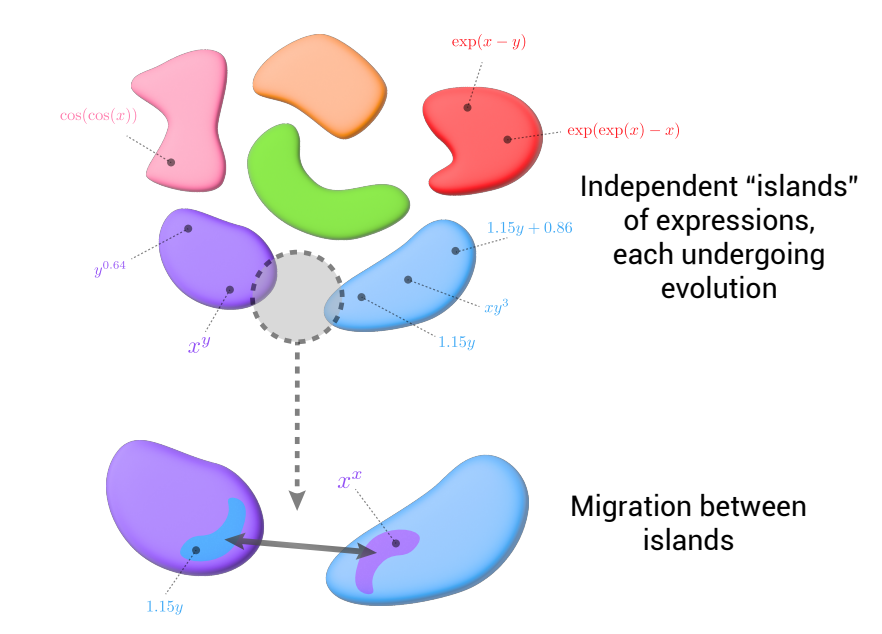 exp(x − y)
cos(cos(x))
exp(exp(x) − x)
Independent “islands”
of expressions,
each undergoing
evolution
1.15y + 0.86
y^{0.64}
xy^3
x^y
1.15y
x^x
Migration between
islands
1.15y